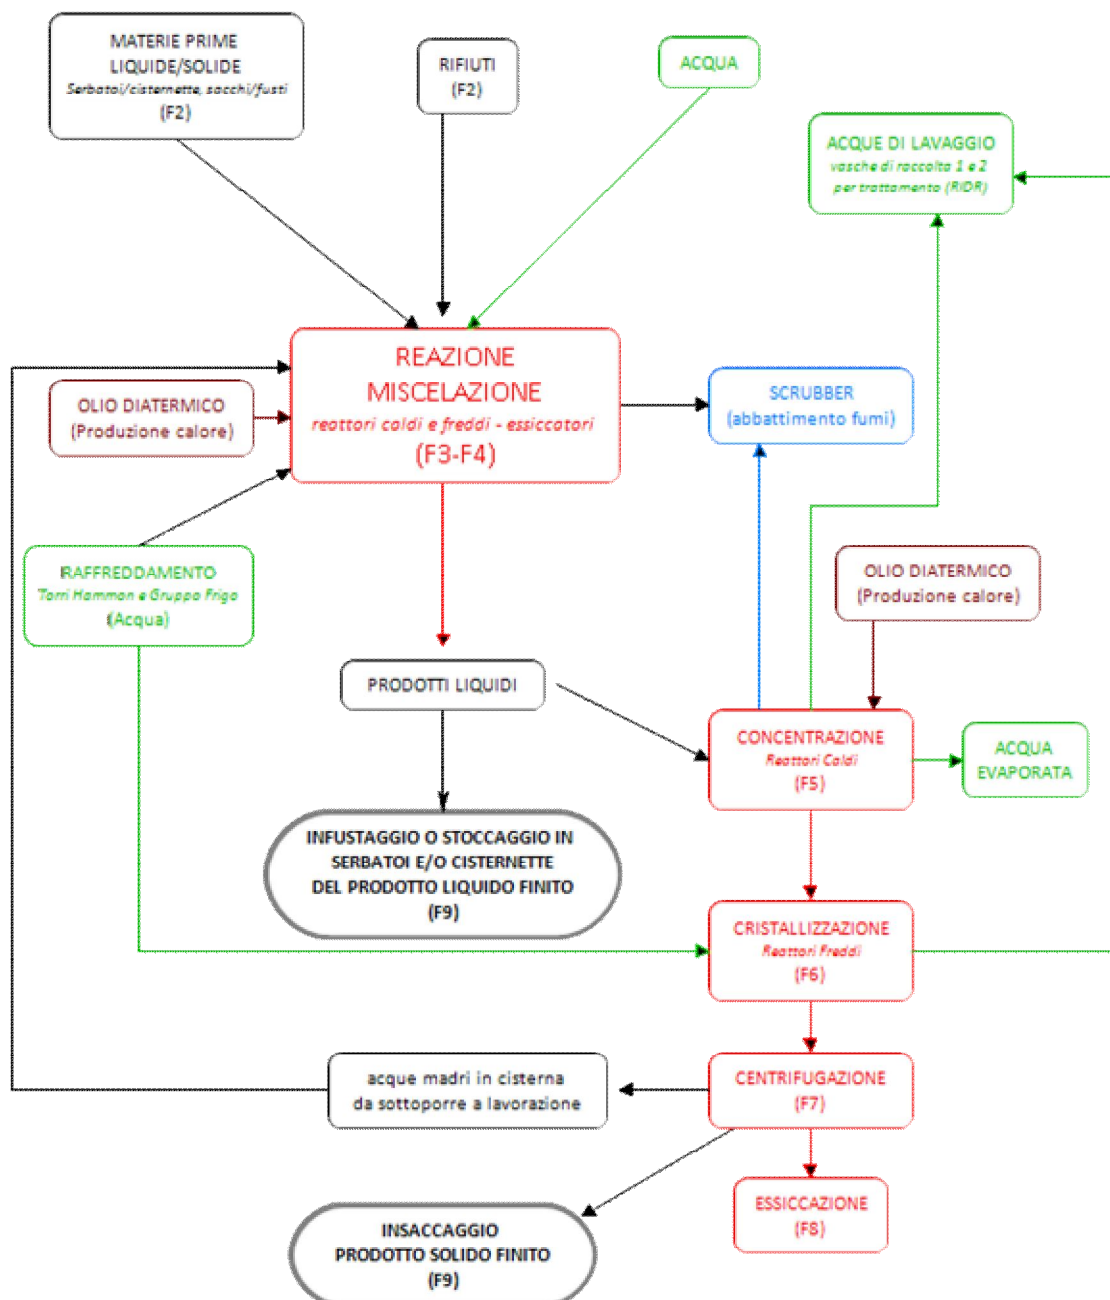 MATERIE PRIME
LIQUIDE/SOLIDE
Serbatoi/cisternette, sacchi/fusti
(F2)
RIFIUTI
(F2)
ACQUA
ACQUE DI LAVAGGIO
vasche di raccolta 1 e 2
per trattamento (RIDR)
REAZIONE
MISCELAZIONE
reattori caldi e freddi - essiccatori
(F3-F4)
OLIO DIATERMICO
(Produzione calore)
SCRUBBER
(abbattimento fumi)
RAFFREDDAMENTO
Torri Hammon e Gruppo Frigo
(Acqua)
OLIO DIATERMICO
(Produzione calore)
PRODOTTI LIQUIDI
CONCENTRAZIONE
Reattori Caldi
(F5)
ACQUA
EVAPORATA
INFUSTAGGIO O STOCCAGGIO IN
SERBATOI E/O CISTERNETTE
DEL PRODOTTO LIQUIDO FINITO
(F9)
CRISTALLIZZAZIONE
Reattori Freddi
(F6)
acque madri in cisterna
da sottoporre a lavorazione
CENTRIFUGAZIONE
(F7)
ESSICCAZIONE
(F8)
INSACCAGGIO
PRODOTTO SOLIDO FINITO
(F9)